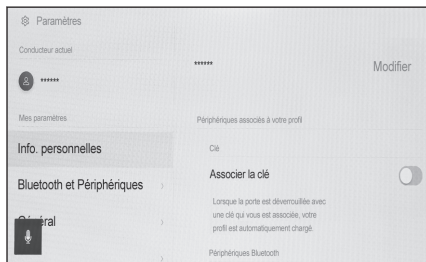 Paramètres
Conducteur actuel
******
Mes paramètres
Info. personnelles
Bluetooth et Périphériques
Général
******
Modifier
Périphériques associés à votre profil
Clé
Associer la clé
Lorsque la porte est déverrouillée avec
une clé qui vous est associée, votre
profil est automatiquement chargé.
Périphériques Bluetooth